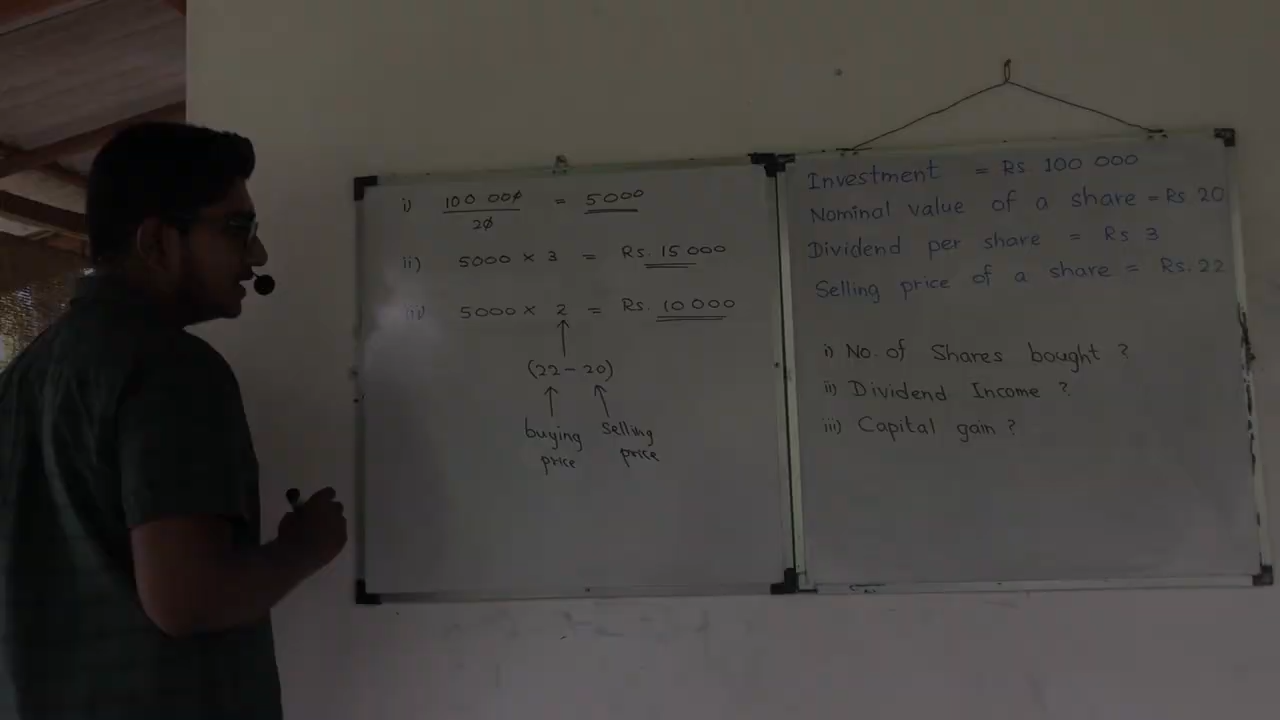 i) 100 000 / 20 = 5000
ii) 5000 × 3 = Rs. 15 000
iii) 5000 × 2 = Rs. 10 000
(22 – 20)
buying price
selling price
Investment = Rs 100 000
Nominal value of a share = Rs 20
Dividend per share = Rs 3
Selling price of a share = Rs. 22
i) No. of Shares bought ?
ii) Dividend Income ?
iii) Capital gain ?